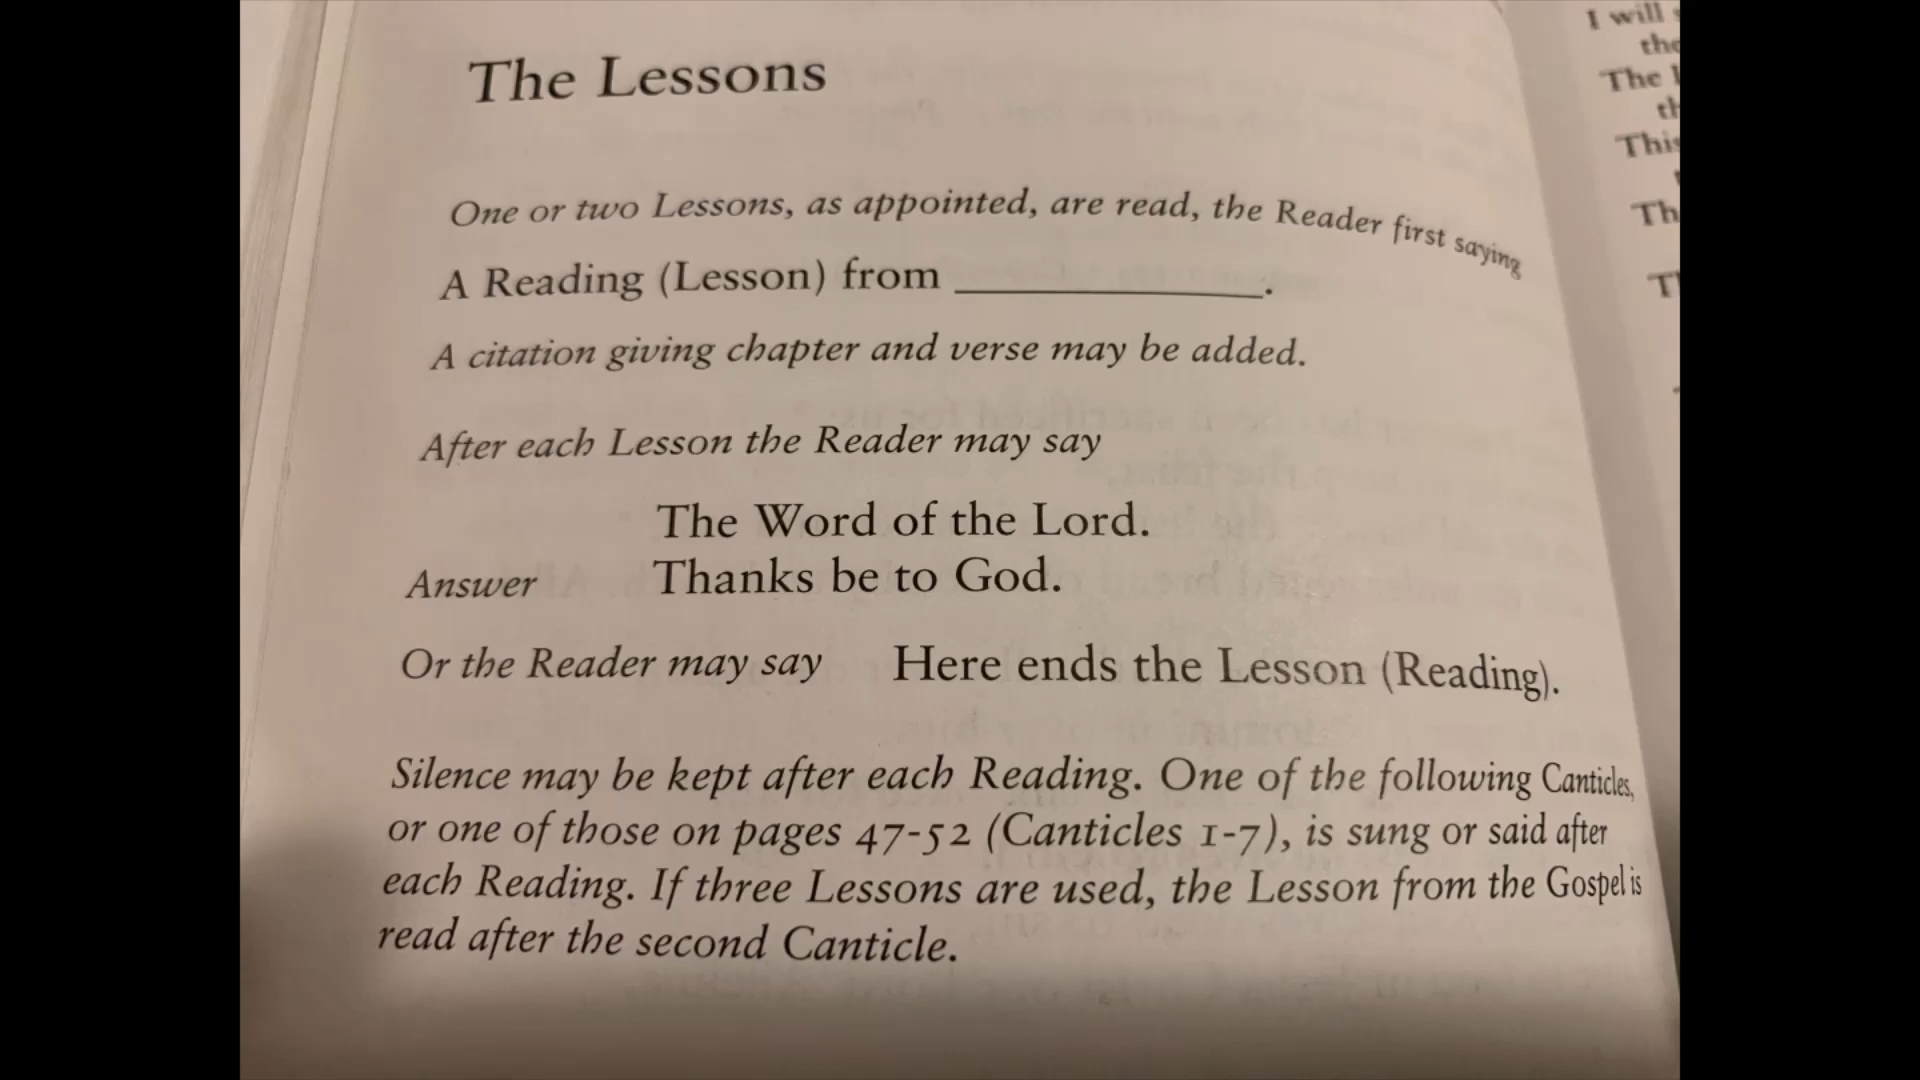 The Lessons
One or two Lessons, as appointed, are read, the Reader first saying
A Reading (Lesson) from ____________.
A citation giving chapter and verse may be added.
After each Lesson the Reader may say
The Word of the Lord.
Answer Thanks be to God.
Or the Reader may say Here ends the Lesson (Reading).
Silence may be kept after each Reading. One of the following Canticles,
or one of those on pages 47-52 (Canticles 1-7), is sung or said after
each Reading. If three Lessons are used, the Lesson from the Gospel is
read after the second Canticle.
I will
The
This